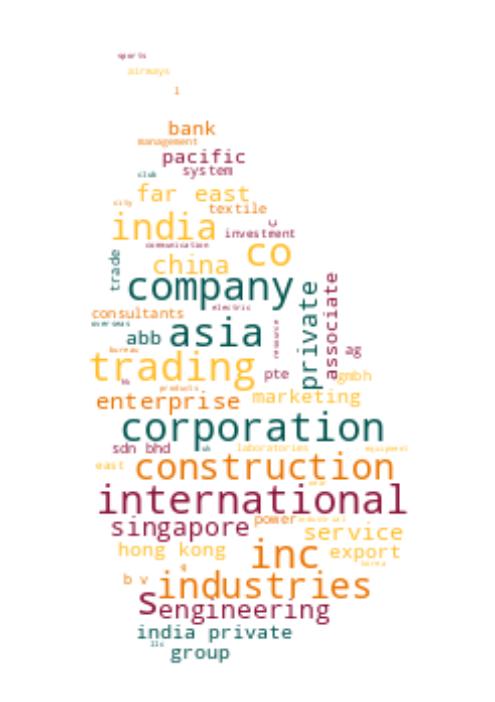 sports
airways
l
bank
management
pacific
system
club
far east
city
textile
india
investment
communication
co
trade
china
company
private
associate
electric
consultants
overseas
abb
asia
resource
ag
bureau
trading
pte
gmbh
products
enterprise
marketing
corporation
sdn bhd
laboratories
equipment
east
construction
international
singapore
power
industrial
service
hong kong
inc
export
korea
b v
industries
s
engineering
india private
llc
group